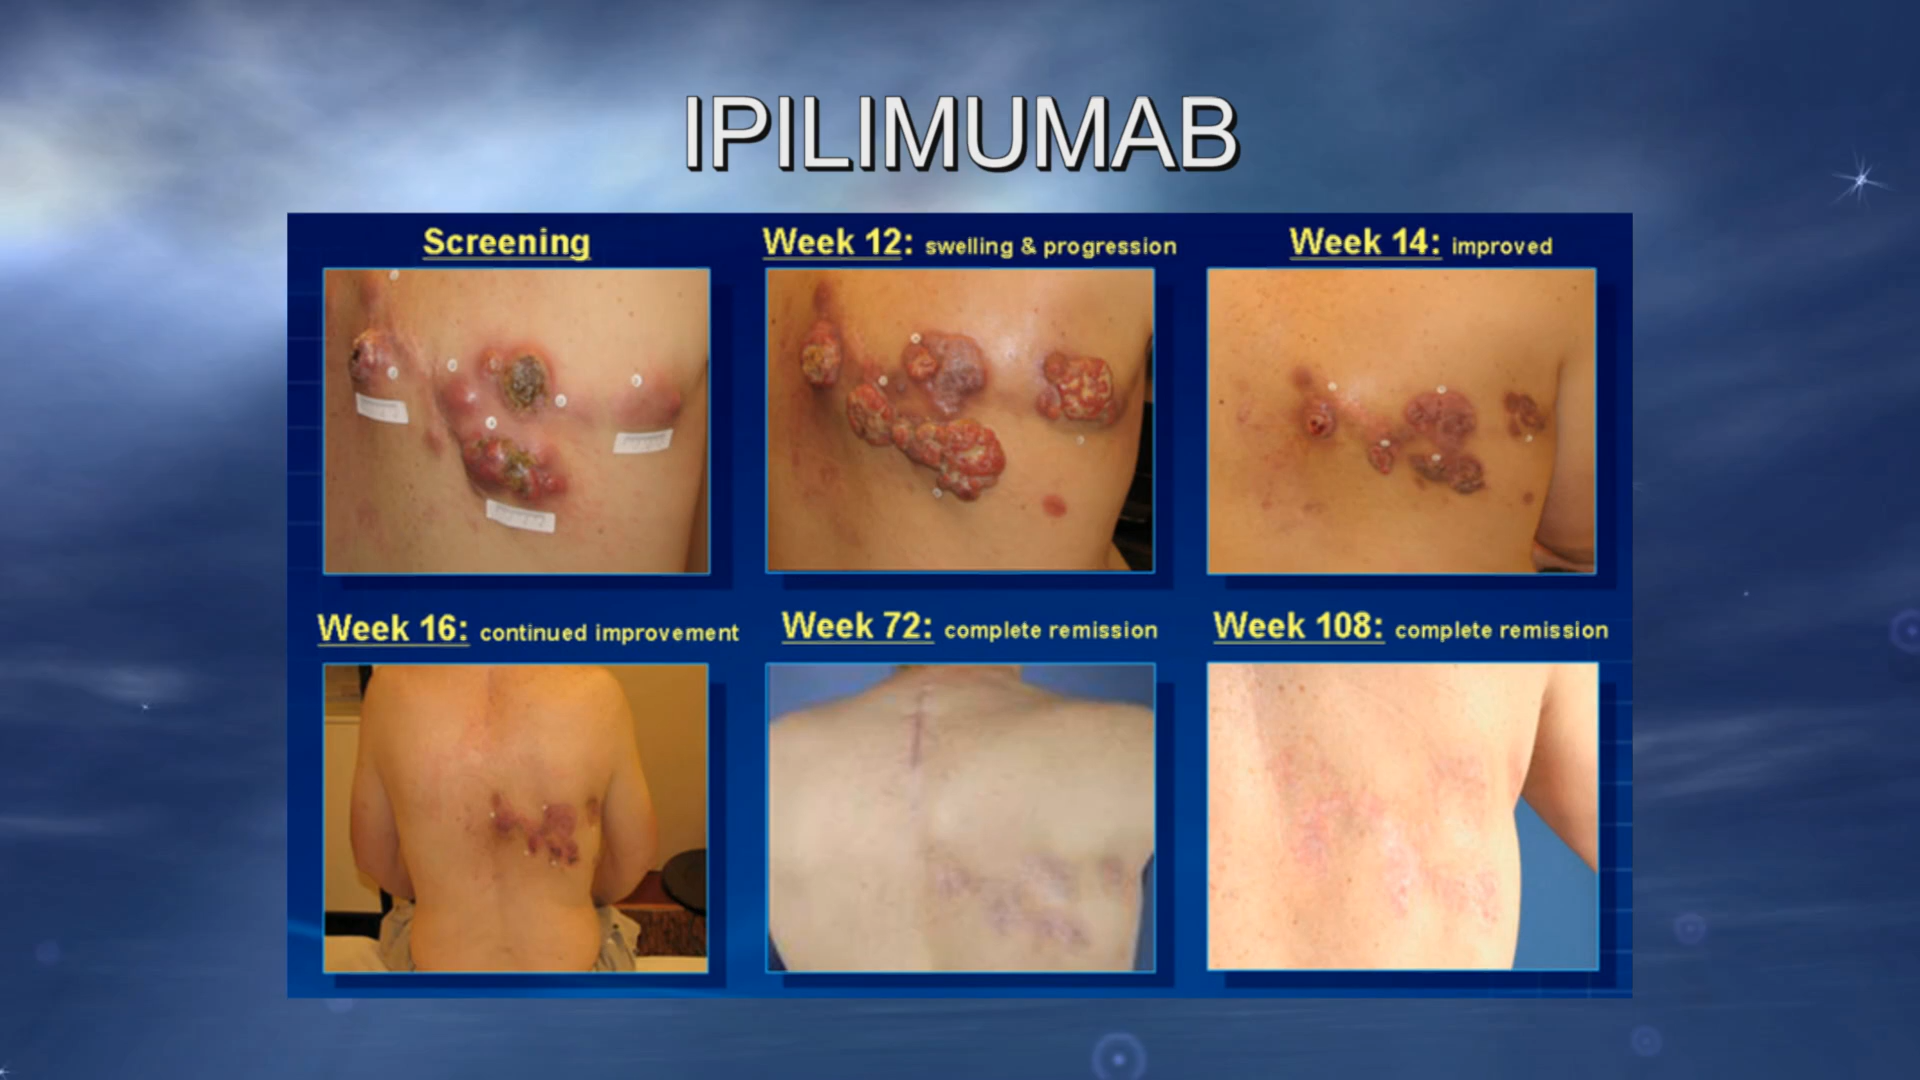 IPILIMUMAB
Screening
Week 12: swelling & progression
Week 14: improved
Week 16: continued improvement
Week 72: complete remission
Week 108: complete remission